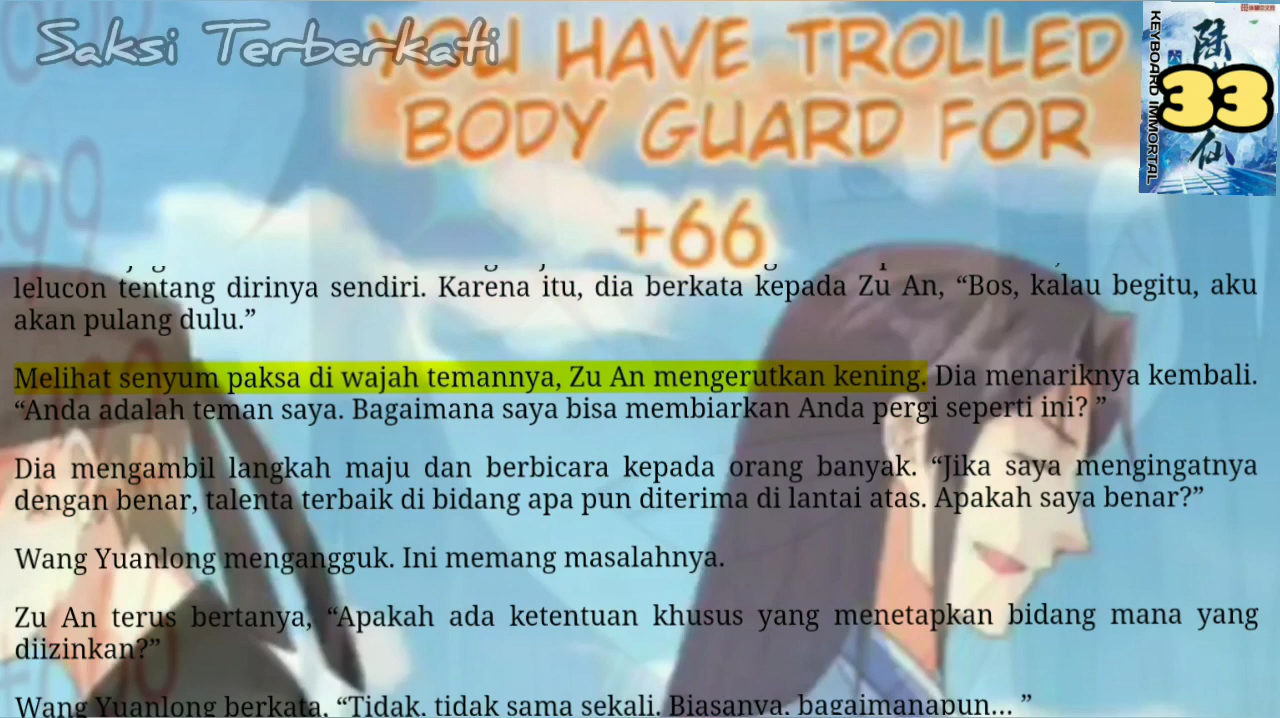 Saksi Terberkati
YOU HAVE TROLLED
BODY GUARD FOR
+66
KEYBOARD IMMORTAL
陆
仙
33
lelucon tentang dirinya sendiri. Karena itu, dia berkata kepada Zu An, “Bos, kalau begitu, aku
akan pulang dulu.”
Melihat senyum paksa di wajah temannya, Zu An mengerutkan kening. Dia menariknya kembali.
“Anda adalah teman saya. Bagaimana saya bisa membiarkan Anda pergi seperti ini? ”
Dia mengambil langkah maju dan berbicara kepada orang banyak. “Jika saya mengingatnya
dengan benar, talenta terbaik di bidang apa pun diterima di lantai atas. Apakah saya benar?”
Wang Yuanlong mengangguk. Ini memang masalahnya.
Zu An terus bertanya, “Apakah ada ketentuan khusus yang menetapkan bidang mana yang
diizinkan?”
Wang Yuanlong berkata, “Tidak, tidak sama sekali. Biasanya, bagaimanapun... ”